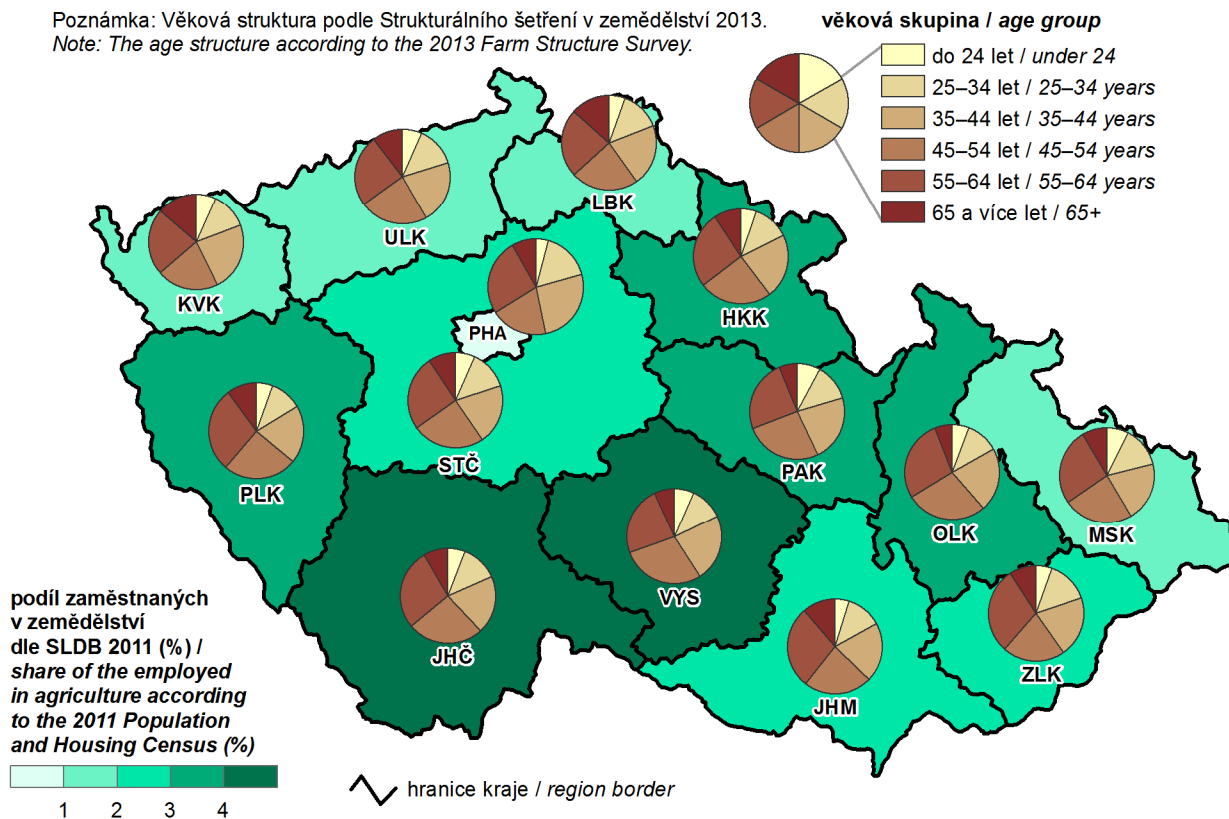 Poznámka: Věková struktura podle Strukturálního šetření v zemědělství 2013.
Note: The age structure according to the 2013 Farm Structure Survey.
věková skupina / age group
do 24 let / under 24
25–34 let / 25–34 years
35–44 let / 35–44 years
45–54 let / 45–54 years
55–64 let / 55–64 years
65 a více let / 65+
LBK
ULK
KVK
HKK
PHA
STČ
PAK
PLK
OLK
MSK
VYS
JHČ
ZLK
JHM
podíl zaměstnaných
v zemědělství
dle SLDB 2011 (%) /
share of the employed
in agriculture according
to the 2011 Population
and Housing Census (%)
1 2 3 4
hranice kraje / region border